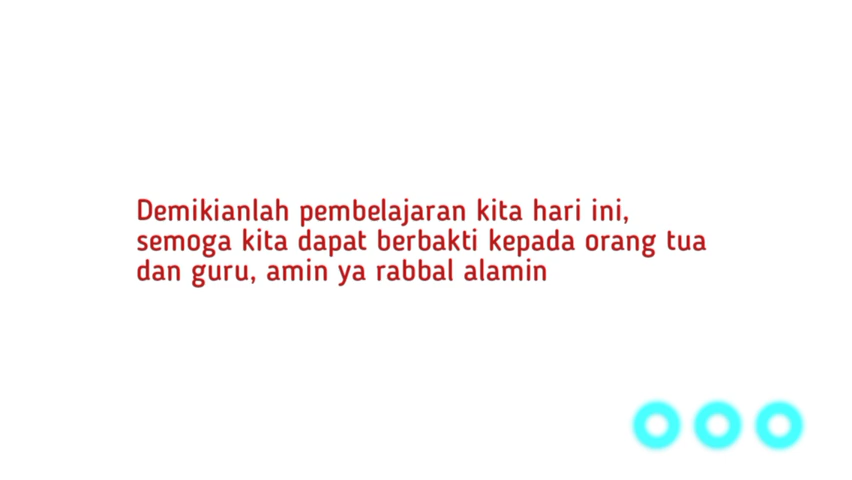 Demikianlah pembelajaran kita hari ini,
semoga kita dapat berbakti kepada orang tua
dan guru, amin ya rabbal alamin